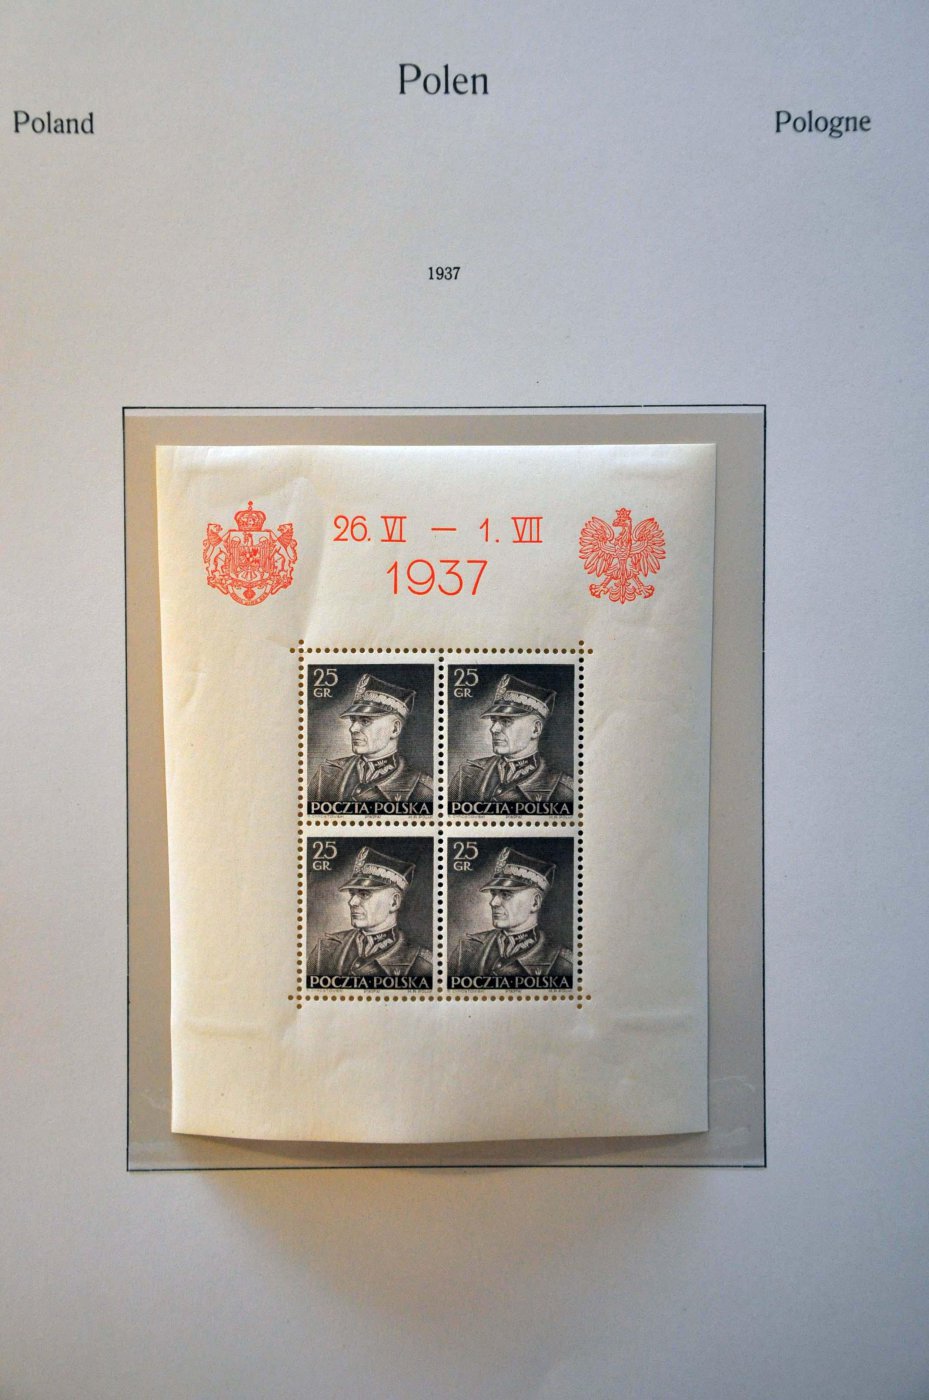 Polen
Poland
Pologne
1937
26. VI — 1. VII
1937
25
GR
POCZTA·POLSKA
25
GR
POCZTA·POLSKA
25
GR
POCZTA·POLSKA
25
GR
POCZTA·POLSKA